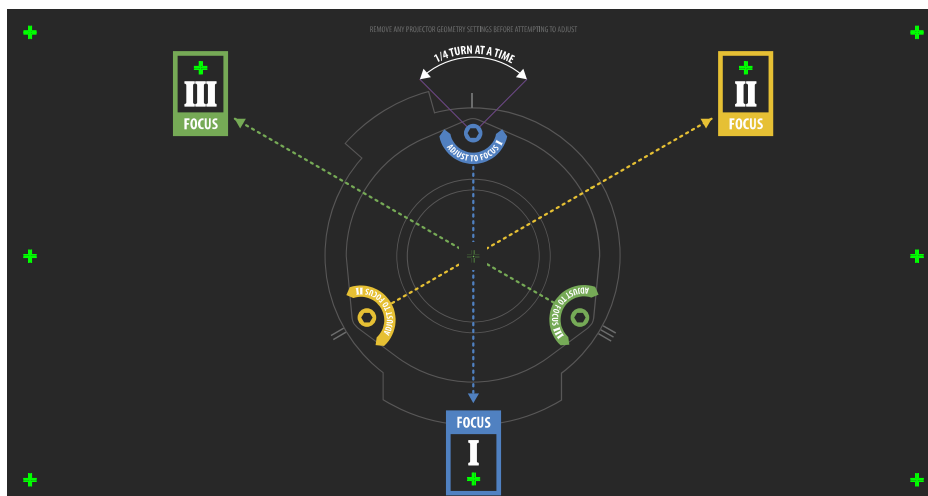 REMOVE ANY PROJECTOR GEOMETRY SETTINGS BEFORE ATTEMPTING TO ADJUST
1/4 TURN AT A TIME
III
FOCUS
II
FOCUS
ADJUST TO FOCUS I
ADJUST TO FOCUS II
ADJUST TO FOCUS III
FOCUS
I